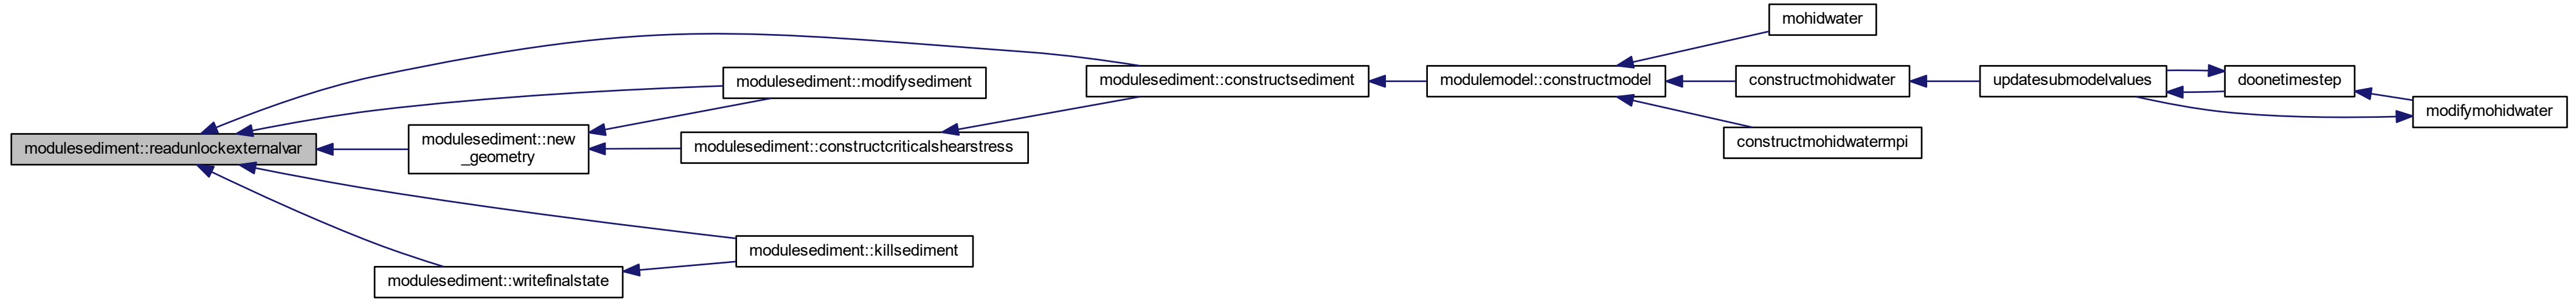 mohidwater
modulesediment::modifysediment
modulesediment::constructsediment
modulemodel::constructmodel
constructmohidwater
updatesubmodelvalues
doonetimestep
modifymohidwater
modulesediment::readunlockexternalvar
modulesediment::new
_geometry
modulesediment::constructcriticalshearstress
constructmohidwatermpi
modulesediment::killsediment
modulesediment::writefinalstate